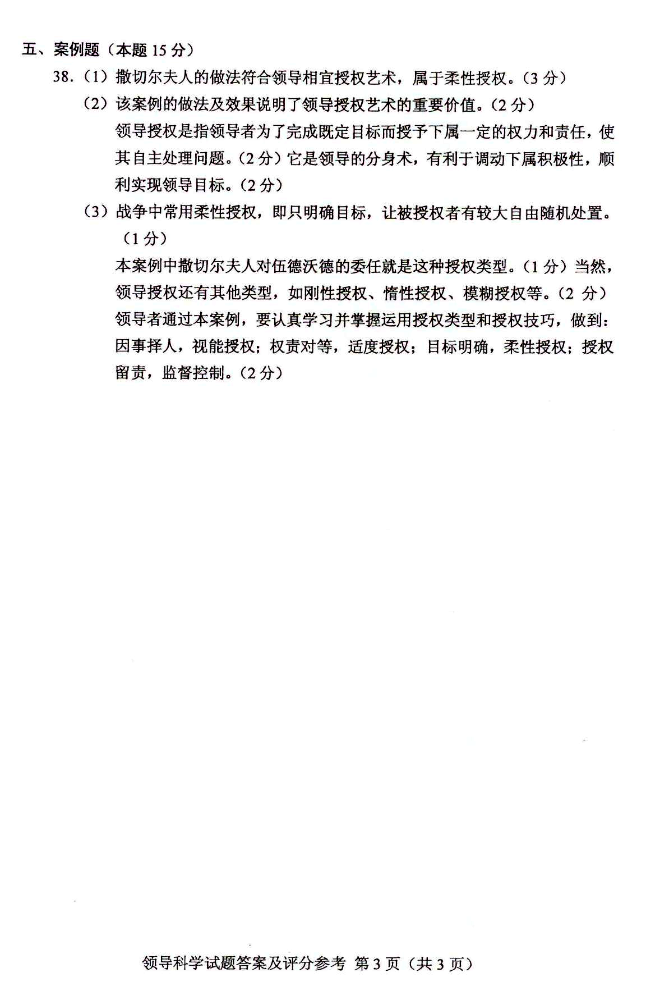 五、案例题（本题 15 分）
38.（1）撒切尔夫人的做法符合领导相宜授权艺术，属于柔性授权。（3 分）
（2）该案例的做法及效果说明了领导授权艺术的重要价值。（2 分）
领导授权是指领导者为了完成既定目标而授予下属一定的权力和责任，使
其自主处理问题。（2 分）它是领导的分身术，有利于调动下属积极性，顺
利实现领导目标。（2 分）
（3）战争中常用柔性授权，即只明确目标，让被授权者有较大自由随机处置。
（1 分）
本案例中撒切尔夫人对伍德沃德的委任就是这种授权类型。（1 分）当然，
领导授权还有其他类型，如刚性授权、惰性授权、模糊授权等。（2 分）
领导者通过本案例，要认真学习并掌握运用授权类型和授权技巧，做到：
因事择人，视能授权；权责对等，适度授权；目标明确，柔性授权；授权
留责，监督控制。（2 分）
领导科学试题答案及评分参考 第 3 页（共 3 页）